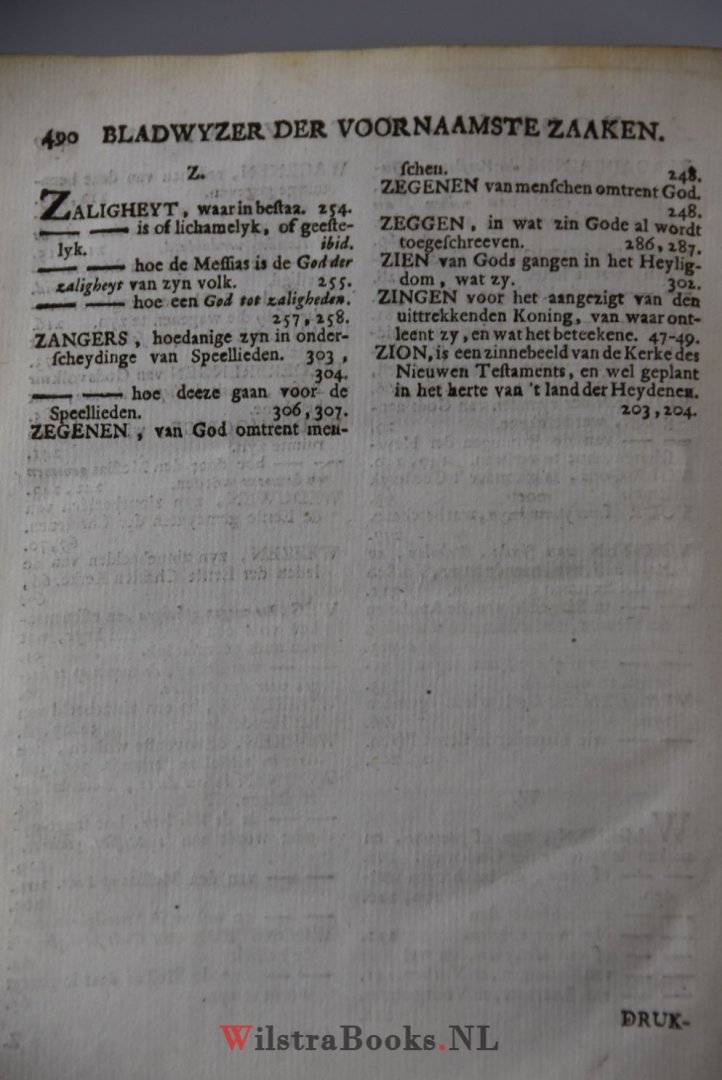 490 BLADWYZER DER VOORNAAMSTE ZAAKEN.
Z.
ZALIGHEYT, waar in bestaa. 254.
—— —— is of lichamelyk, of geeste-
lyk. ibid.
—— —— hoe de Messias is de God der
zaligheyt van zyn volk. 255.
—— —— hoe een God tot zaligheden.
257, 258.
ZANGERS, hoedanige zyn in onder-
scheydinge van Speellieden. 303,
304.
—— —— hoe deeze gaan voor de
Speellieden. 306, 307.
ZEGENEN, van God omtrent men-
schen. 248.
ZEGENEN van menschen omtrent God.
248.
ZEGGEN, in wat zin Gode al wordt
toegeschreeven. 286, 287.
ZIEN van Gods gangen in het Heylig-
dom, wat zy. 302.
ZINGEN voor het aangezigt van den
uittrekkenden Koning, van waar ont-
leent zy, en wat het beteekene. 47-49.
ZION, is een zinnebeeld van de Kerke des
Nieuwen Testaments, en wel geplant
in het herte van 't land der Heydenen.
203, 204.
DRUK-
WilstraBooks.NL